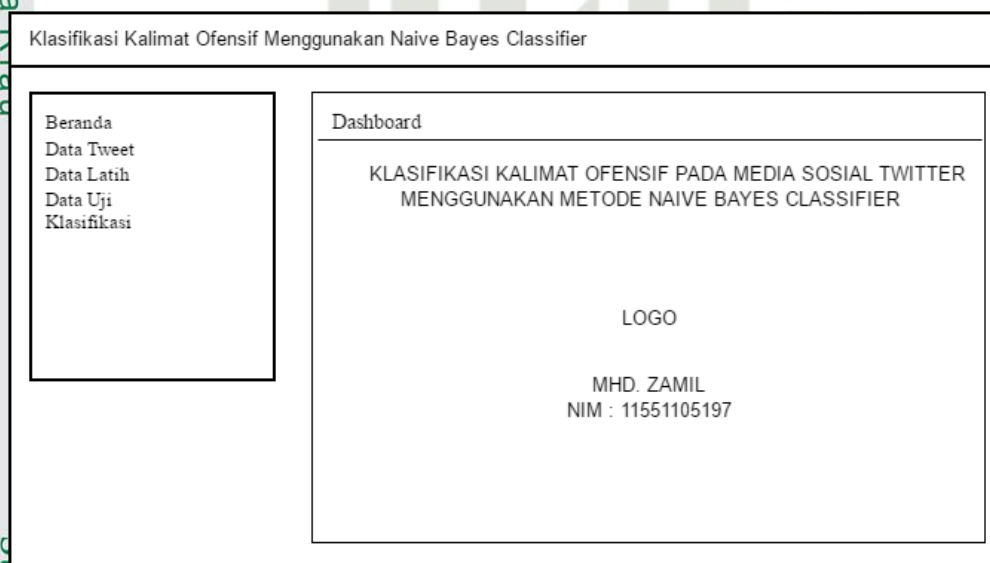 Klasifikasi Kalimat Ofensif Menggunakan Naive Bayes Classifier
Beranda
Data Tweet
Data Latih
Data Uji
Klasifikasi
Dashboard
KLASIFIKASI KALIMAT OFENSIF PADA MEDIA SOSIAL TWITTER
MENGGUNAKAN METODE NAIVE BAYES CLASSIFIER
LOGO
MHD. ZAMIL
NIM : 11551105197